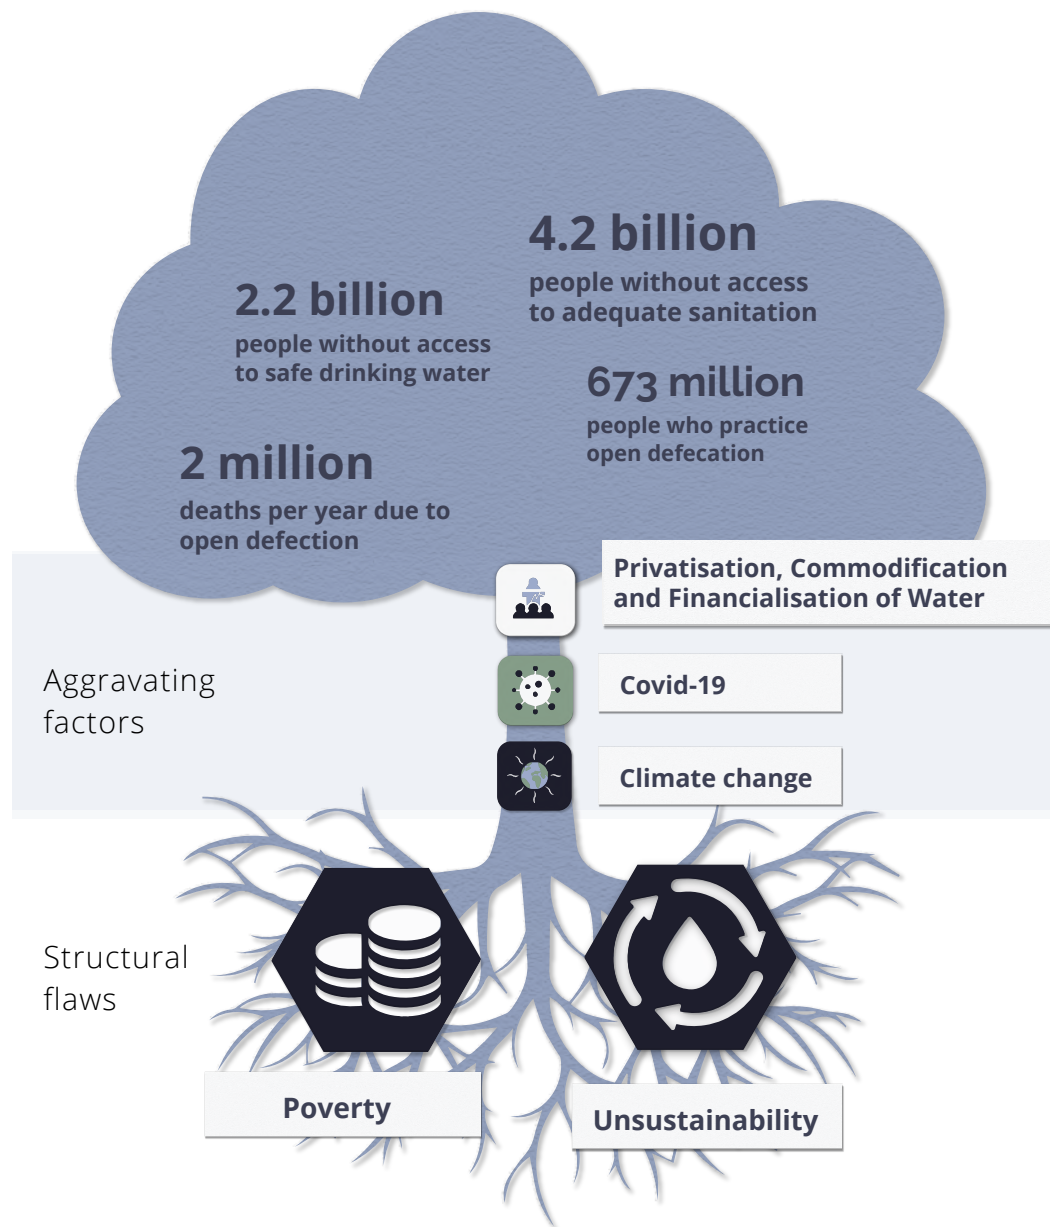 4.2 billion
people without access
to adequate sanitation
2.2 billion
people without access
to safe drinking water
673 million
people who practice
open defecation
2 million
deaths per year due to
open defection
Privatisation, Commodification
and Financialisation of Water
Aggravating
factors
Covid-19
Climate change
Structural
flaws
Poverty
Unsustainability